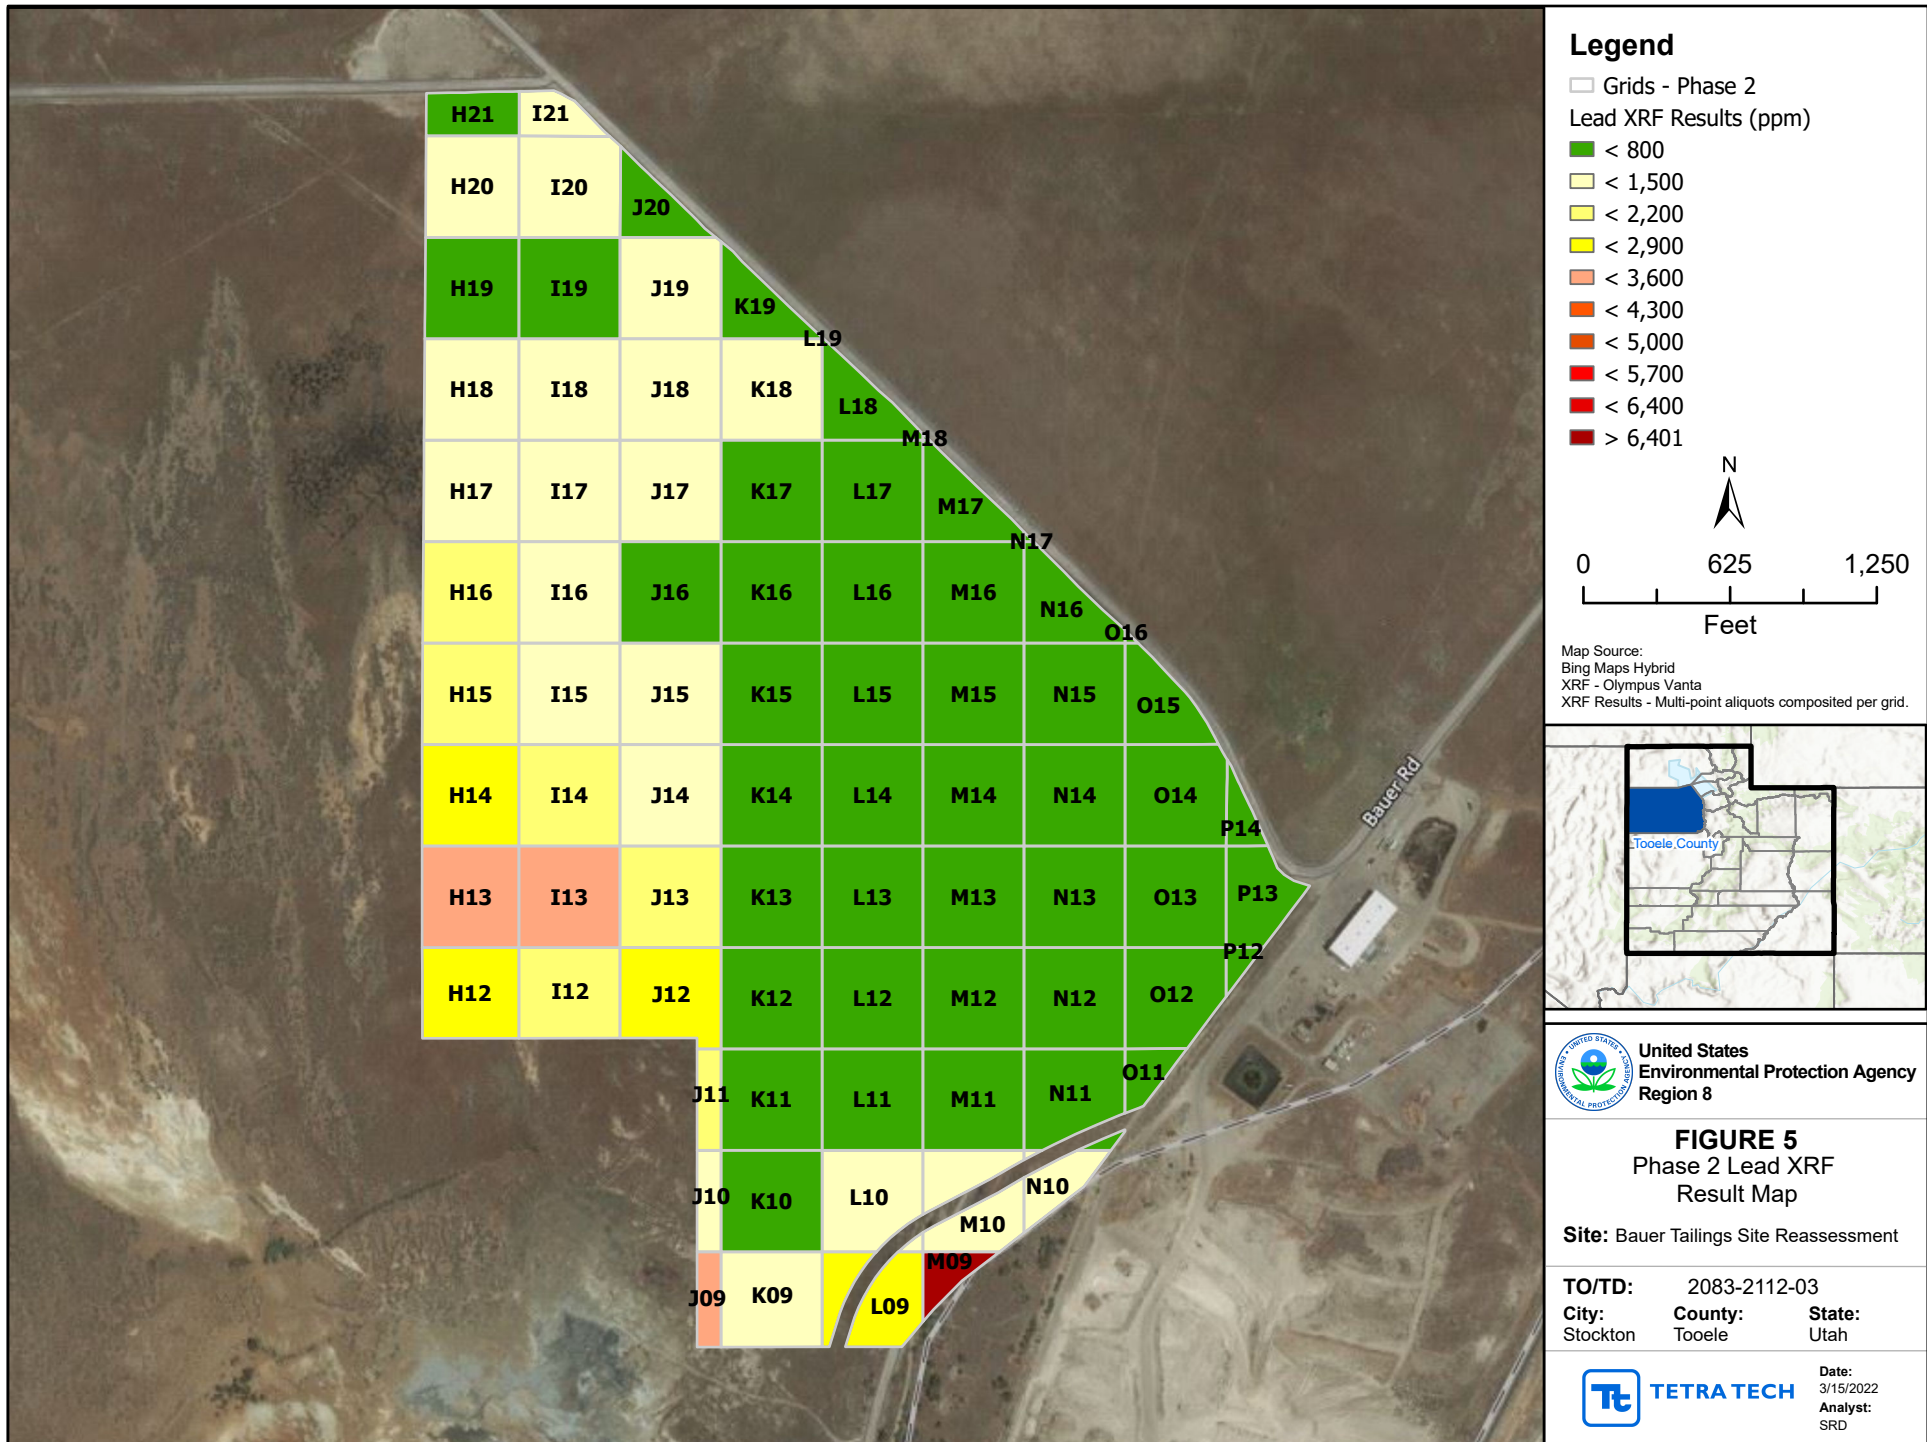 H21 I21
H20 I20 J20
H19 I19 J19 K19
L19
H18 I18 J18 K18 L18
M18
H17 I17 J17 K17 L17 M17
N17
H16 I16 J16 K16 L16 M16 N16
O16
H15 I15 J15 K15 L15 M15 N15 O15
H14 I14 J14 K14 L14 M14 N14 O14
P14
H13 I13 J13 K13 L13 M13 N13 O13 P13
P12
H12 I12 J12 K12 L12 M12 N12 O12
J11 K11 L11 M11 N11 O11
J10 K10 L10 M10 N10
J09 K09 L09 M09
Bauer Rd
Legend
Grids - Phase 2
Lead XRF Results (ppm)
< 800
< 1,500
< 2,200
< 2,900
< 3,600
< 4,300
< 5,000
< 5,700
< 6,400
> 6,401
N
0 625 1,250
Feet
Map Source:
Bing Maps Hybrid
XRF - Olympus Vanta
XRF Results - Multi-point aliquots composited per grid.
Tooele County
UNITED STATES
ENVIRONMENTAL PROTECTION AGENCY
United States
Environmental Protection Agency
Region 8
FIGURE 5
Phase 2 Lead XRF
Result Map
Site: Bauer Tailings Site Reassessment
TO/TD: 2083-2112-03
City: County: State:
Stockton Tooele Utah
Tt TETRA TECH
Date:
3/15/2022
Analyst:
SRD